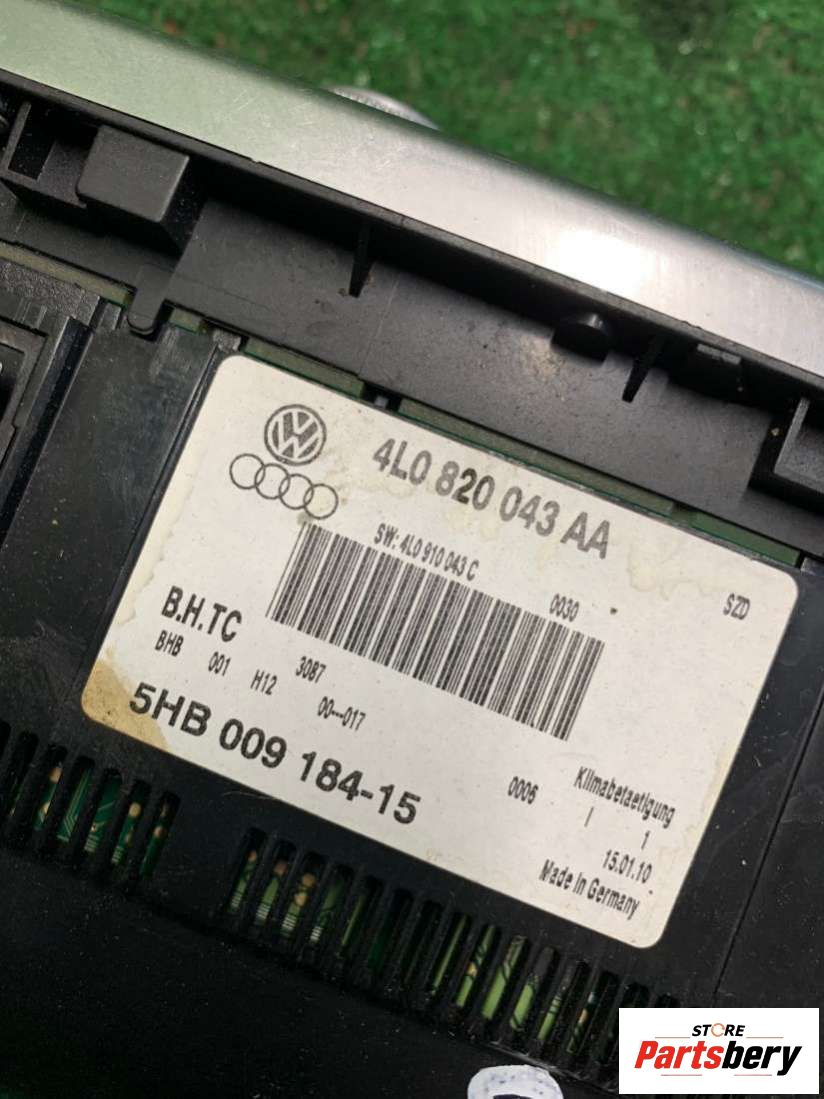 4L0 820 043 AA
SW: 4L0 910 043 C
0030 -
SZD
B.H.TC
BHB 001 H12
3087
00---017
5HB 009 184-15
0006
Klimabetaetigung
I 1
15.01.10
Made in Germany
STORE
Partsbery